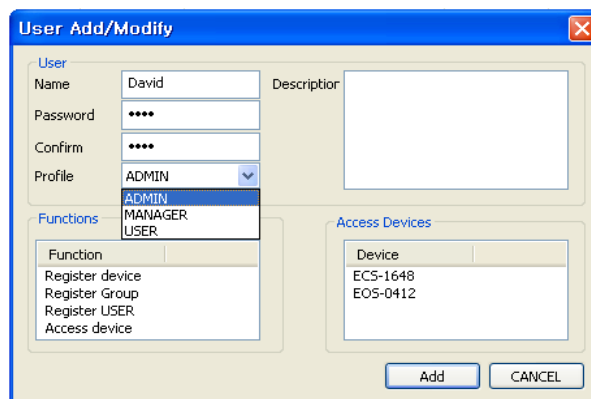 User Add/Modify
User
Name
David
Description
Password
••••
Confirm
••••
Profile
ADMIN
ADMIN
MANAGER
USER
Functions
Function
Register device
Register Group
Register USER
Access device
Access Devices
Device
ECS-1648
EOS-0412
Add
CANCEL